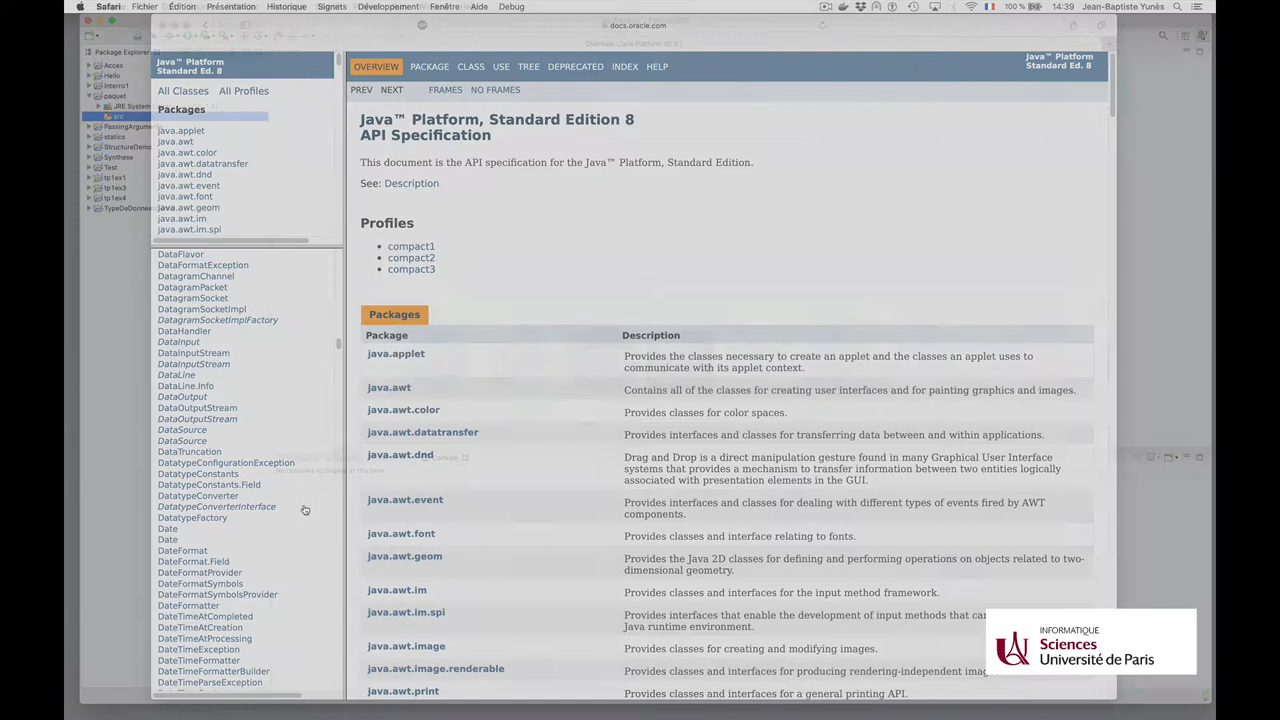 Safari Fichier Édition Présentation Historique Signets Développement Fenêtre Aide Debug 100 % 14:39 Jean-Baptiste Yunès
docs.oracle.com
Overview (Java Platform SE 8 )
Package Explorer
Acces
Hello
Interro1
paquet
JRE System
src
PassingArgume
statics
StructureDemo
Synthese
Test
tp1ex1
tp1ex3
tp1ex4
TypeDeDonnee
Java™ Platform
Standard Ed. 8
All Classes All Profiles
Packages
java.applet
java.awt
java.awt.color
java.awt.datatransfer
java.awt.dnd
java.awt.event
java.awt.font
java.awt.geom
java.awt.im
java.awt.im.spi
DataFlavor
DataFormatException
DatagramChannel
DatagramPacket
DatagramSocket
DatagramSocketImpl
DatagramSocketImplFactory
DataHandler
DataInput
DataInputStream
DataInputStream
DataLine
DataLine.Info
DataOutput
DataOutputStream
DataOutputStream
DataSource
DataSource
DataTruncation
DatatypeConfigurationException
DatatypeConstants
DatatypeConstants.Field
DatatypeConverter
DatatypeConverterInterface
DatatypeFactory
Date
Date
DateFormat
DateFormat.Field
DateFormatProvider
DateFormatSymbols
DateFormatSymbolsProvider
DateFormatter
DateTimeAtCompleted
DateTimeAtCreation
DateTimeAtProcessing
DateTimeException
DateTimeFormatter
DateTimeFormatterBuilder
DateTimeParseException
OVERVIEW PACKAGE CLASS USE TREE DEPRECATED INDEX HELP
Java™ Platform
Standard Ed. 8
PREV NEXT FRAMES NO FRAMES
Java™ Platform, Standard Edition 8
API Specification
This document is the API specification for the Java™ Platform, Standard Edition.
See: Description
Profiles
• compact1
• compact2
• compact3
Packages
Package Description
java.applet Provides the classes necessary to create an applet and the classes an applet uses to
communicate with its applet context.
java.awt Contains all of the classes for creating user interfaces and for painting graphics and images.
java.awt.color Provides classes for color spaces.
java.awt.datatransfer Provides interfaces and classes for transferring data between and within applications.
java.awt.dnd Drag and Drop is a direct manipulation gesture found in many Graphical User Interface
systems that provides a mechanism to transfer information between two entities logically
associated with presentation elements in the GUI.
java.awt.event Provides interfaces and classes for dealing with different types of events fired by AWT
components.
java.awt.font Provides classes and interface relating to fonts.
java.awt.geom Provides the Java 2D classes for defining and performing operations on objects related to two-
dimensional geometry.
java.awt.im Provides classes and interfaces for the input method framework.
java.awt.im.spi Provides interfaces that enable the development of input methods that can
Java runtime environment.
java.awt.image Provides classes for creating and modifying images.
java.awt.image.renderable Provides classes and interfaces for producing rendering-independent imag
java.awt.print Provides classes and interfaces for a general printing API.
INFORMATIQUE
Sciences
Université de Paris